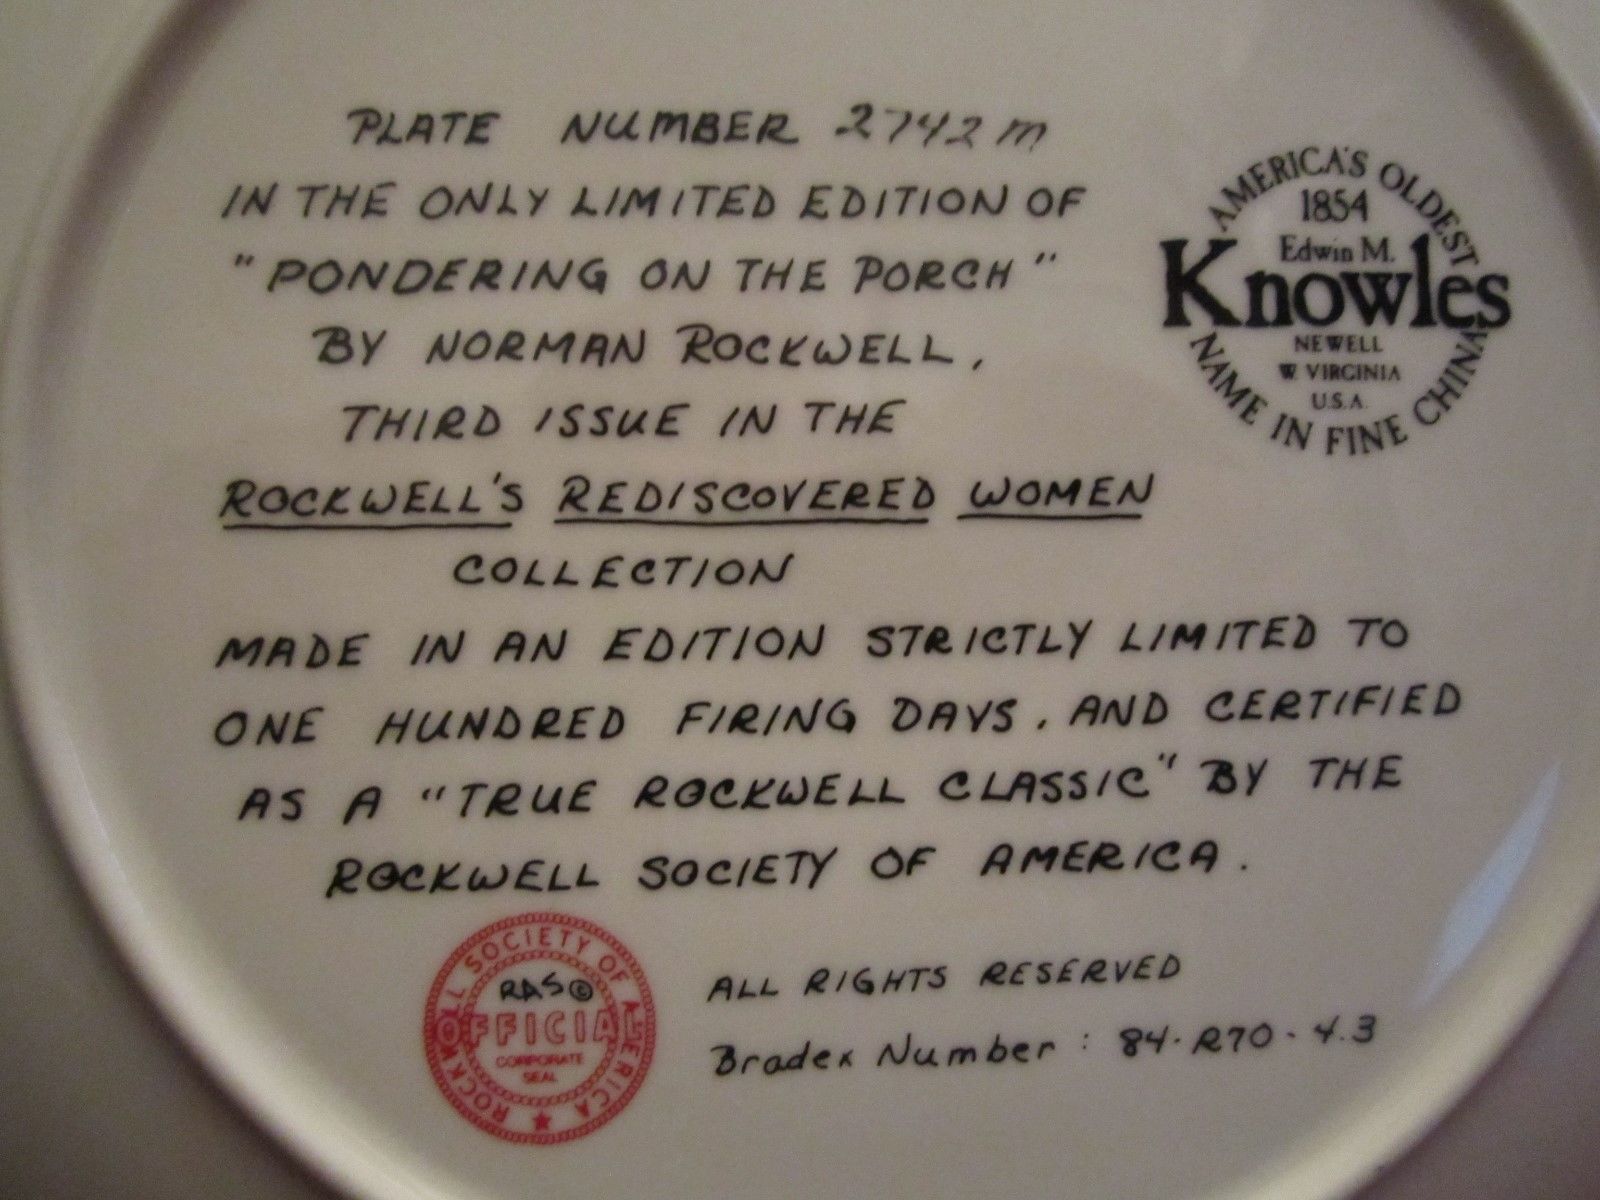 PLATE NUMBER 2742 m
IN THE ONLY LIMITED EDITION OF
"PONDERING ON THE PORCH"
BY NORMAN ROCKWELL,
THIRD ISSUE IN THE
ROCKWELL'S REDISCOVERED WOMEN
COLLECTION
MADE IN AN EDITION STRICTLY LIMITED TO
ONE HUNDRED FIRING DAYS, AND CERTIFIED
AS A "TRUE ROCKWELL CLASSIC" BY THE
ROCKWELL SOCIETY OF AMERICA.
AMERICA'S OLDEST
1854
Edwin M.
Knowles
NEWELL
W. VIRGINIA
U.S.A.
NAME IN FINE CHINA
ROCKWELL SOCIETY OF AMERICA
RAS©
OFFICIAL
CORPORATE
SEAL
ALL RIGHTS RESERVED
Bradex Number: 84-R70-4.3